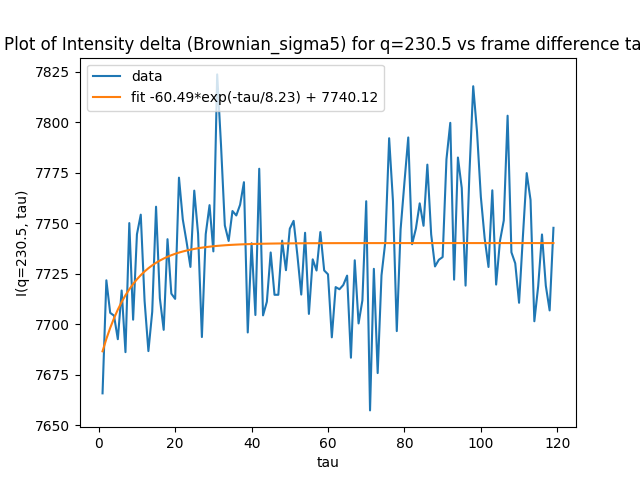 Plot of Intensity delta (Brownian_sigma5) for q=230.5 vs frame difference ta
data
fit -60.49*exp(-tau/8.23) + 7740.12
I(q=230.5, tau)
7825
7800
7775
7750
7725
7700
7675
7650
0 20 40 60 80 100 120
tau